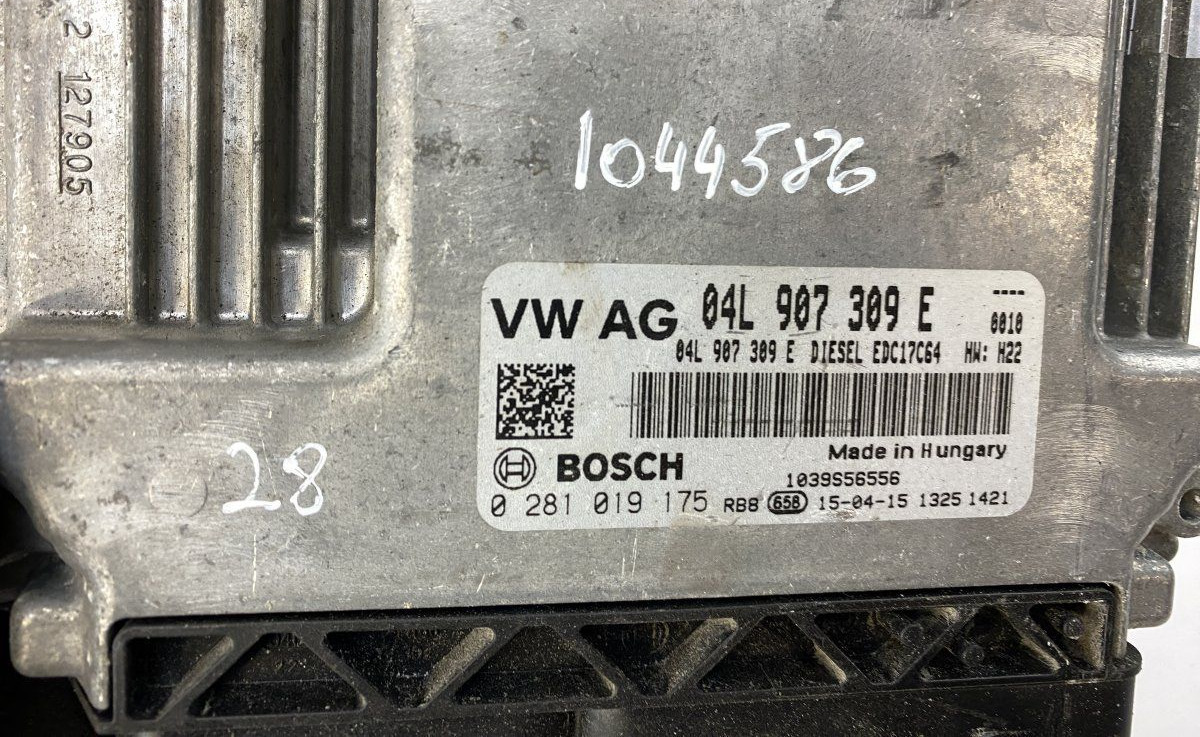 2 127905
1044586
VW AG 04L 907 309 E ----
0010
04L 907 309 E DIESEL EDC17C64 HW: H22
Made in Hungary
BOSCH
1039S56556
0 281 019 175 RB8 658 15-04-15 1325 1421
28